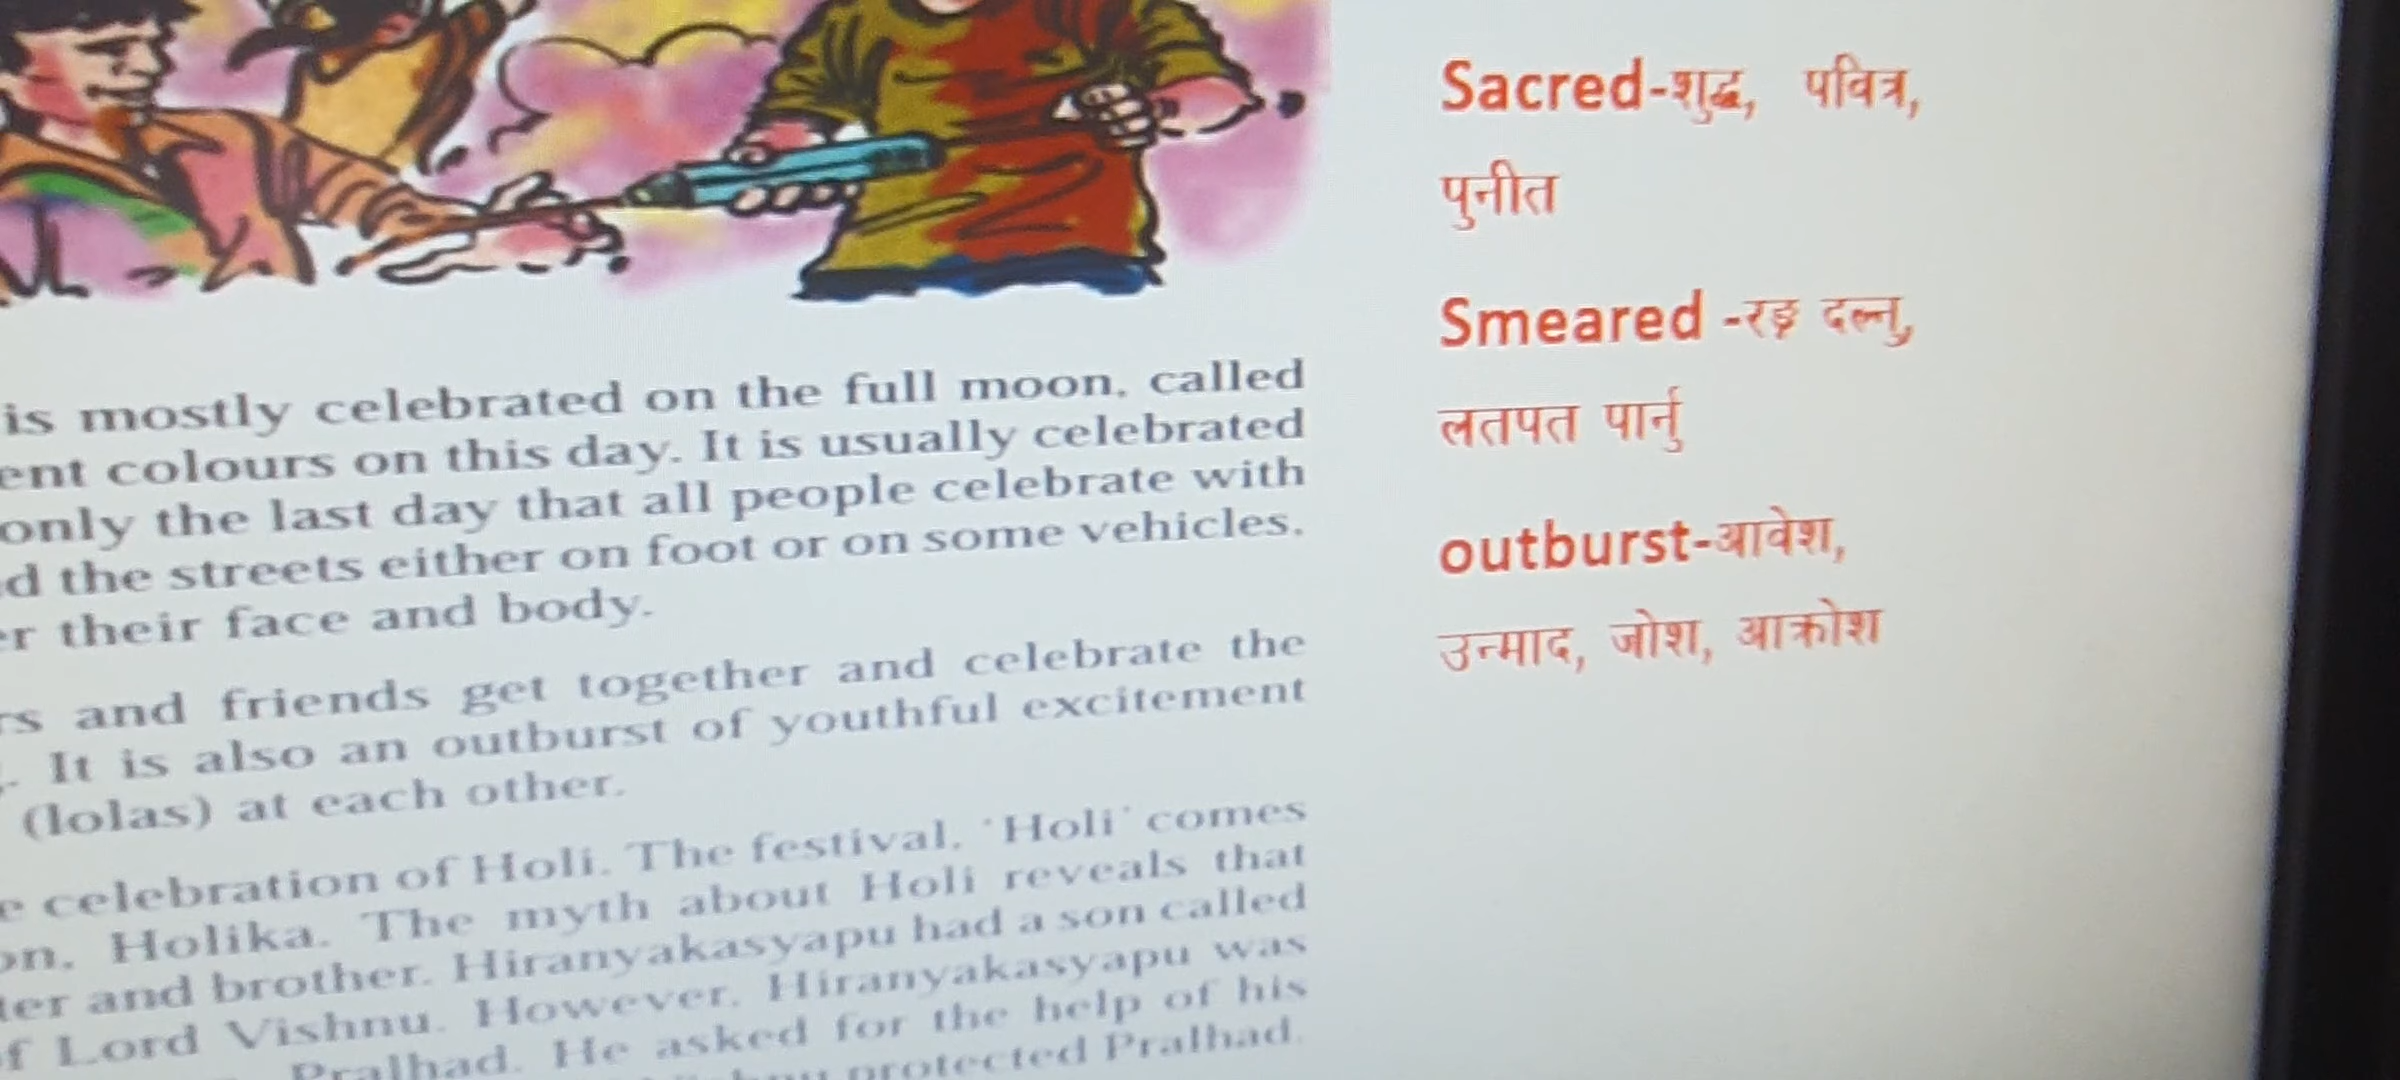 is mostly celebrated on the full moon, called
ent colours on this day. It is usually celebrated
only the last day that all people celebrate with
d the streets either on foot or on some vehicles.
er their face and body.
rs and friends get together and celebrate the
. It is also an outburst of youthful excitement
(lolas) at each other.
e celebration of Holi. The festival, 'Holi' comes
on, Holika. The myth about Holi reveals that
ter and brother. Hiranyakasyapu had a son called
of Lord Vishnu. However, Hiranyakasyapu was
Pralhad. He asked for the help of his
protected Pralhad.
Sacred-शुद्ध, पवित्र,
पुनीत
Smeared -रङ्ग दल्नु,
लतपत पार्नु
outburst-आवेश,
उन्माद, जोश, आक्रोश